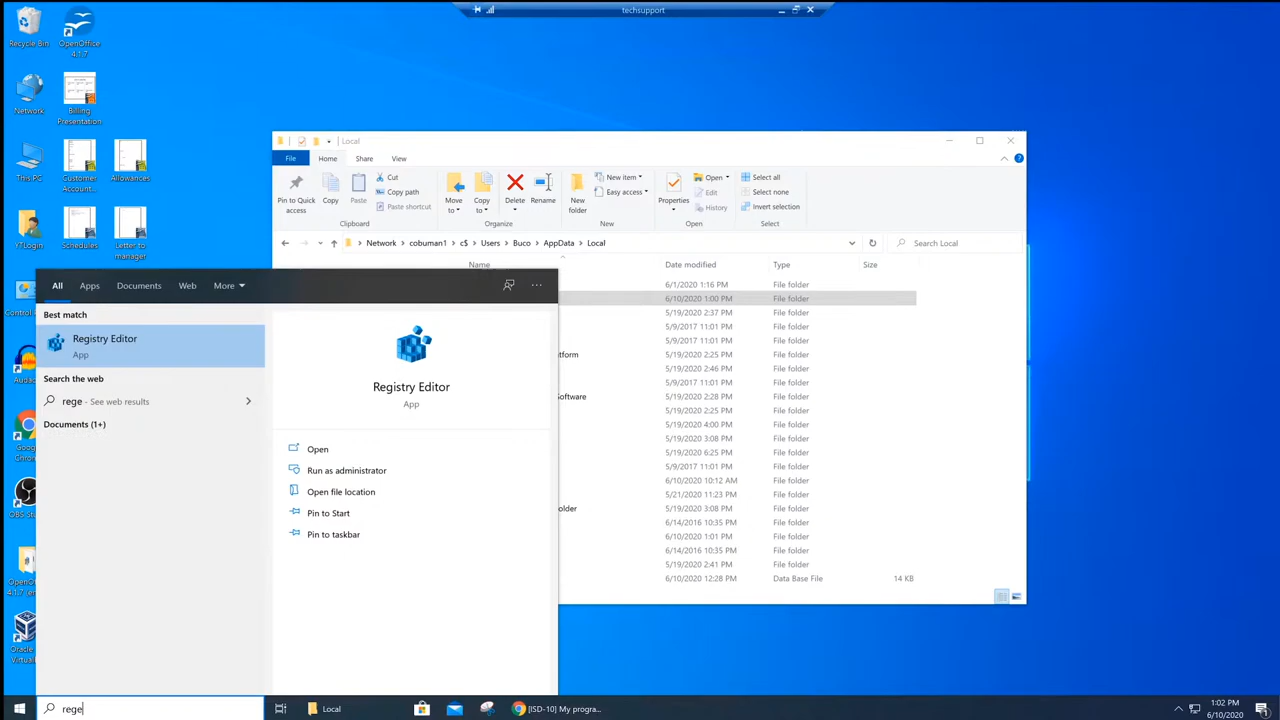 techsupport
Recycle Bin
OpenOffice 4.1.7
Network
Billing Presentation
This PC
Customer Account...
Allowances
YTLogin
Schedules
Letter to manager
Local
File
Home
Share
View
Pin to Quick access
Copy
Paste
Cut
Copy path
Paste shortcut
Clipboard
Move to
Copy to
Delete
Rename
Organize
New folder
New item
Easy access
New
Properties
Open
Edit
History
Open
Select all
Select none
Invert selection
Select
Network
cobuman1
c$
Users
Buco
AppData
Local
Search Local
Name
Date modified
Type
Size
6/1/2020 1:16 PM File folder
6/10/2020 1:00 PM File folder
5/19/2020 2:37 PM File folder
5/9/2017 11:01 PM File folder
5/9/2017 11:01 PM File folder
tform 5/19/2020 2:25 PM File folder
5/19/2020 2:46 PM File folder
5/9/2017 11:01 PM File folder
oftware 5/19/2020 2:28 PM File folder
5/19/2020 2:25 PM File folder
5/19/2020 4:00 PM File folder
5/19/2020 3:08 PM File folder
5/19/2020 6:25 PM File folder
5/9/2017 11:01 PM File folder
6/10/2020 10:12 AM File folder
5/21/2020 11:23 PM File folder
older 5/19/2020 3:08 PM File folder
6/14/2016 10:35 PM File folder
6/10/2020 1:01 PM File folder
6/14/2016 10:35 PM File folder
5/19/2020 2:41 PM File folder
6/10/2020 12:28 PM Data Base File 14 KB
All
Apps
Documents
Web
More
Best match
Registry Editor
App
Search the web
rege - See web results
Documents (1+)
Registry Editor
App
Open
Run as administrator
Open file location
Pin to Start
Pin to taskbar
rege
Local
[ISD-10] My progra...
1:02 PM
6/10/2020